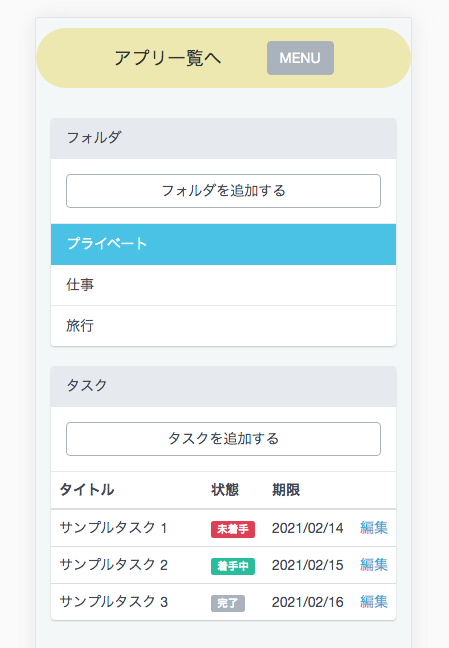 アプリ一覧へ MENU
フォルダ
フォルダを追加する
プライベート
仕事
旅行
タスク
タスクを追加する
タイトル 状態 期限
サンプルタスク 1 未着手 2021/02/14 編集
サンプルタスク 2 着手中 2021/02/15 編集
サンプルタスク 3 完了 2021/02/16 編集